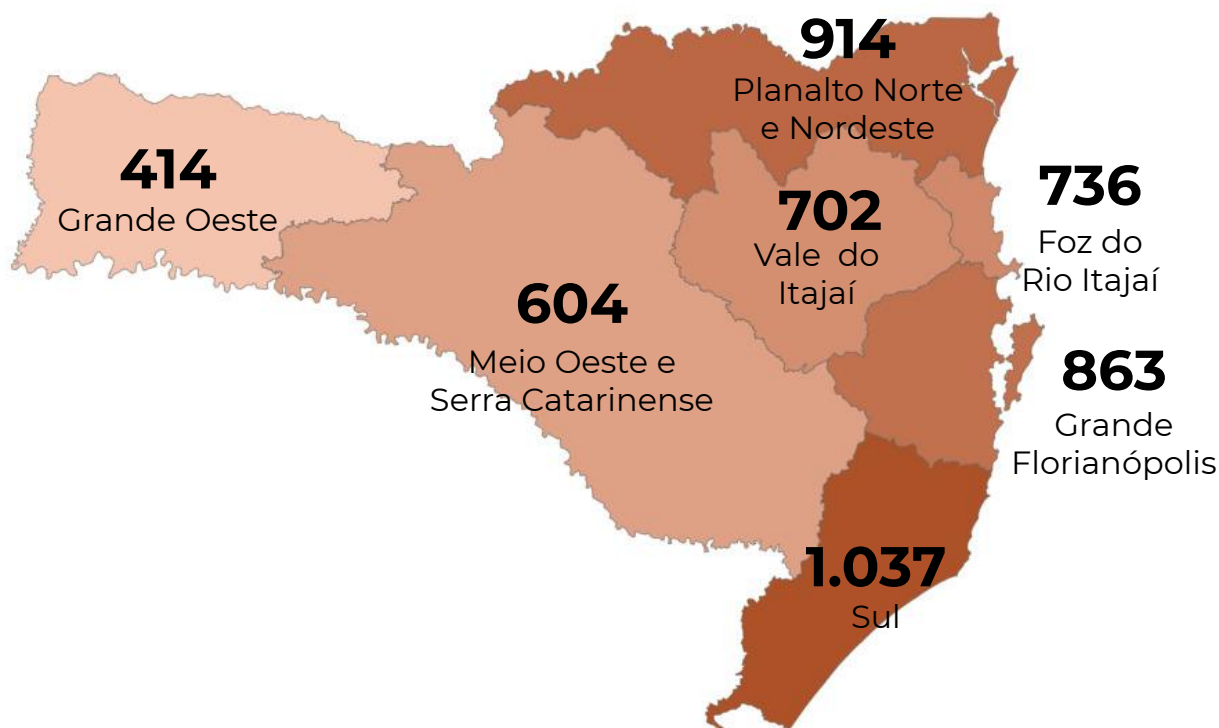 914
Planalto Norte
e Nordeste
414
Grande Oeste
702
Vale do
Itajaí
736
Foz do
Rio Itajaí
604
Meio Oeste e
Serra Catarinense
863
Grande
Florianópolis
1.037
Sul